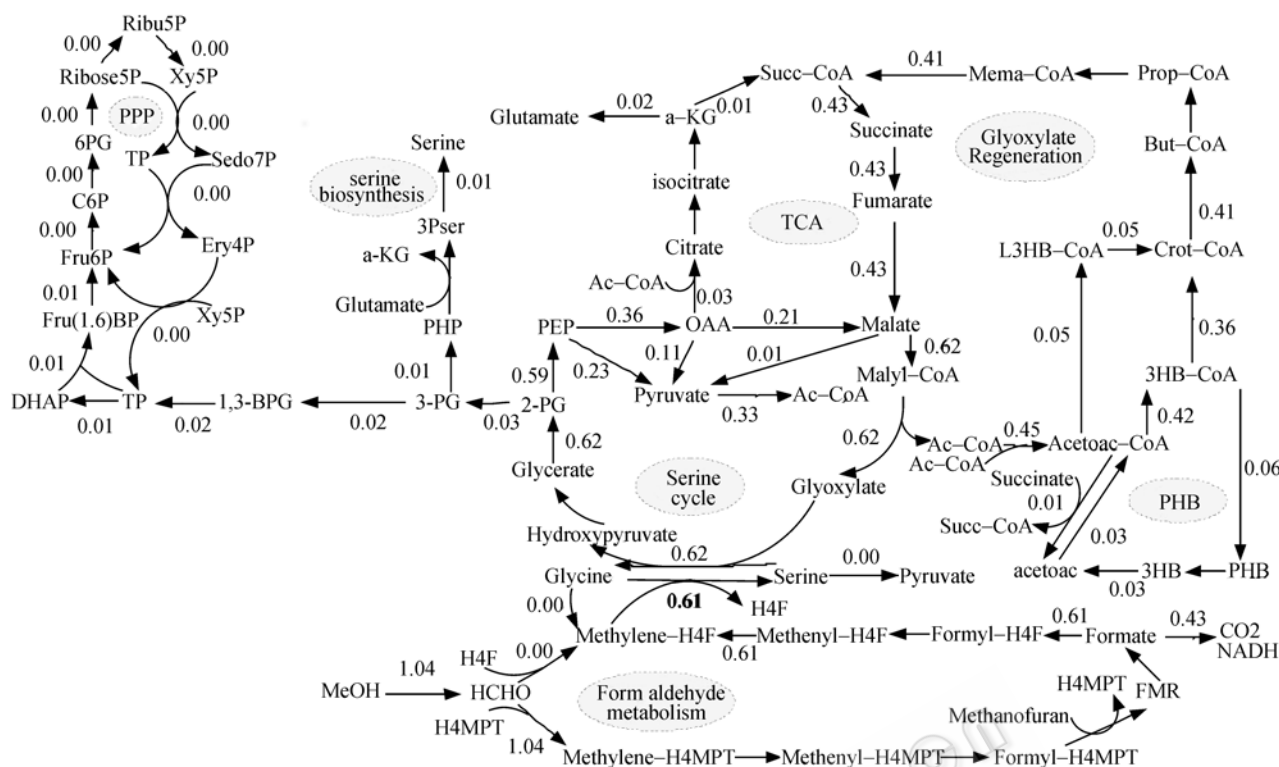 Ribu5P
0.00
0.00
Ribose5P
Xy5P
0.00
PPP
0.00
6PG
TP
Sedo7P
0.00
0.00
C6P
0.00
Fru6P
Ery4P
0.01
Fru(1.6)BP
Xy5P
0.00
0.01
DHAP
TP
1,3-BPG
3-PG
2-PG
0.01
0.02
0.02
0.03
Serine
serine
biosynthesis
0.01
3Pser
a-KG
Glutamate
PHP
0.01
Succ–CoA
0.41
Mema–CoA
Prop–CoA
Glutamate
0.02
a–KG
0.01
0.43
Succinate
Glyoxylate
Regeneration
But–CoA
isocitrate
0.43
Fumarate
TCA
0.41
Citrate
L3HB–CoA
0.05
Crot–CoA
Ac–CoA
0.03
0.43
PEP
0.36
OAA
0.21
Malate
0.05
0.36
0.11
0.01
0.62
0.59
0.23
Pyruvate
0.33
Ac–CoA
Maly1–CoA
3HB–CoA
0.42
0.62
Glycerate
0.62
Ac–CoA
0.45
Acetoac–CoA
Ac–CoA
0.06
Serine
cycle
Glyoxylate
Succinate
0.01
PHB
Hydroxypyruvate
Succ–CoA
0.03
0.62
Glycine
Serine
0.00
Pyruvate
acetoac
3HB
PHB
0.03
0.00
0.61
H4F
Methylene–H4F
Methenyl–H4F
Formyl–H4F
0.61
Formate
0.43
CO2
NADH
0.61
H4F
0.00
MeOH
1.04
HCHO
Form aldehyde
metabolism
H4MPT
FMR
H4MPT
1.04
Methanofuran
Methylene–H4MPT
Methenyl–H4MPT
Formyl–H4MPT